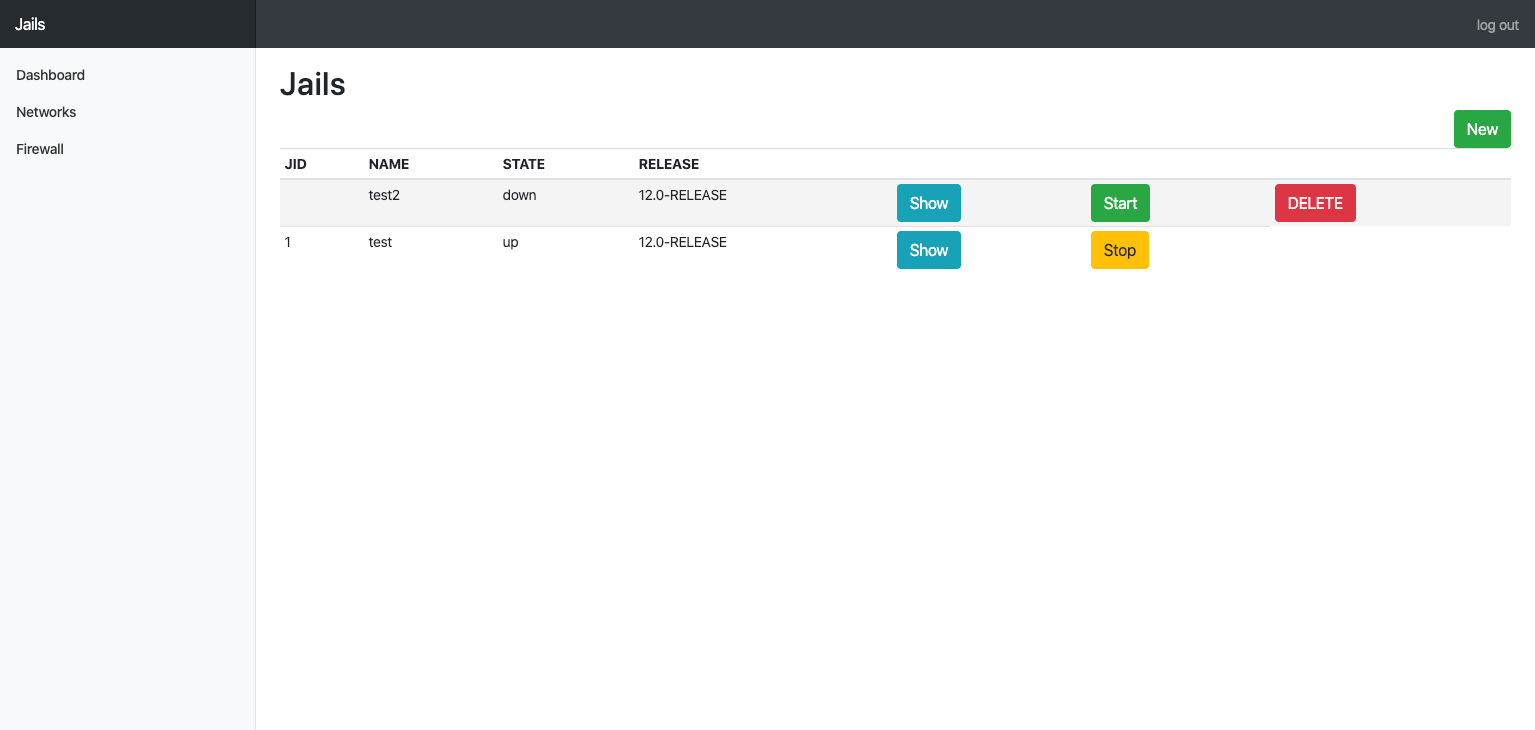 Jails
log out
Dashboard
Networks
Firewall
Jails
New
JID NAME STATE RELEASE
test2 down 12.0-RELEASE Show Start DELETE
1 test up 12.0-RELEASE Show Stop